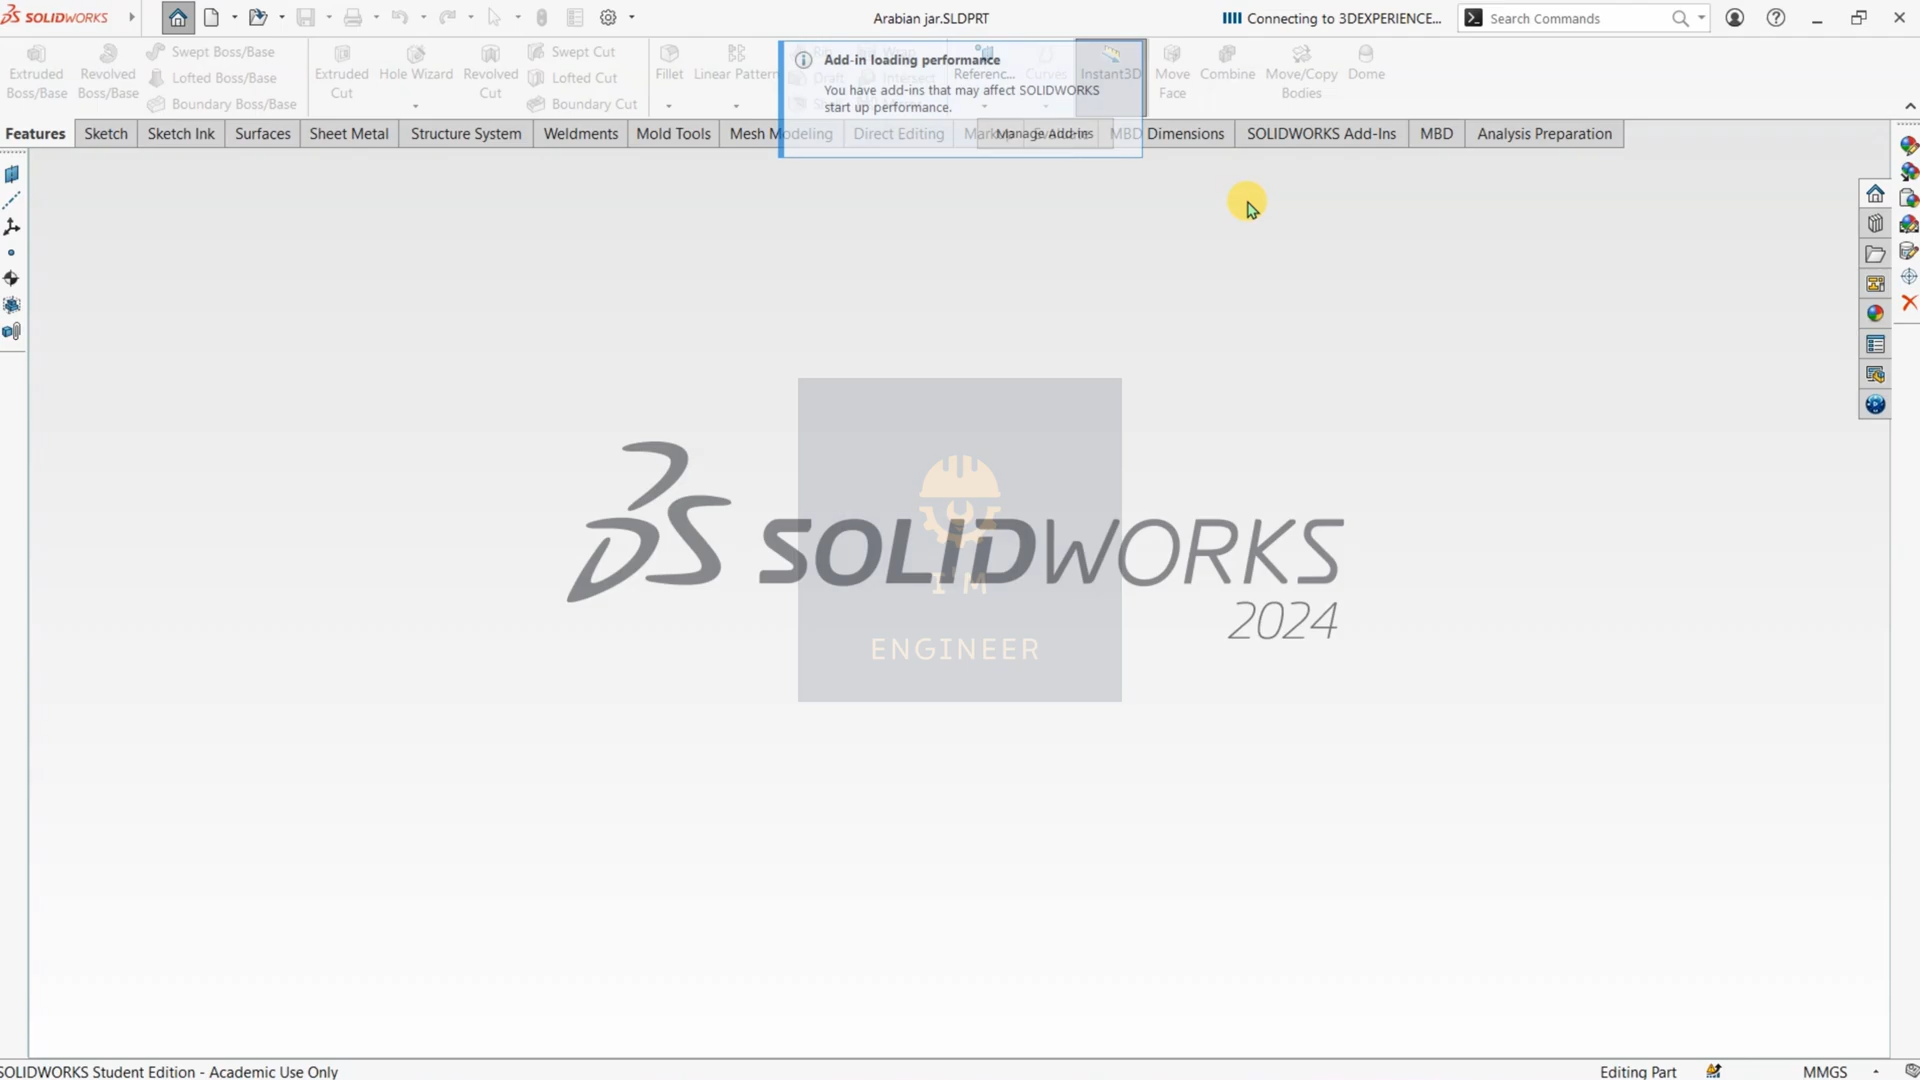 SOLIDWORKS
Arabian jar.SLDPRT
Connecting to 3DEXPERIENCE...
Search Commands
Extruded Boss/Base
Revolved Boss/Base
Swept Boss/Base
Lofted Boss/Base
Boundary Boss/Base
Extruded Cut
Hole Wizard
Revolved Cut
Swept Cut
Lofted Cut
Boundary Cut
Fillet
Linear Pattern
Wrap
Draft
Intersect
Referenc...
Curves
Instant3D
Move Face
Combine
Move/Copy Bodies
Dome
Add-in loading performance
You have add-ins that may affect SOLIDWORKS
start up performance.
Manage Add-ins
Features
Sketch
Sketch Ink
Surfaces
Sheet Metal
Structure System
Weldments
Mold Tools
Mesh Modeling
Direct Editing
MBD Dimensions
SOLIDWORKS Add-Ins
MBD
Analysis Preparation
SOLIDWORKS
2024
I'M
ENGINEER
SOLIDWORKS Student Edition - Academic Use Only
Editing Part
MMGS